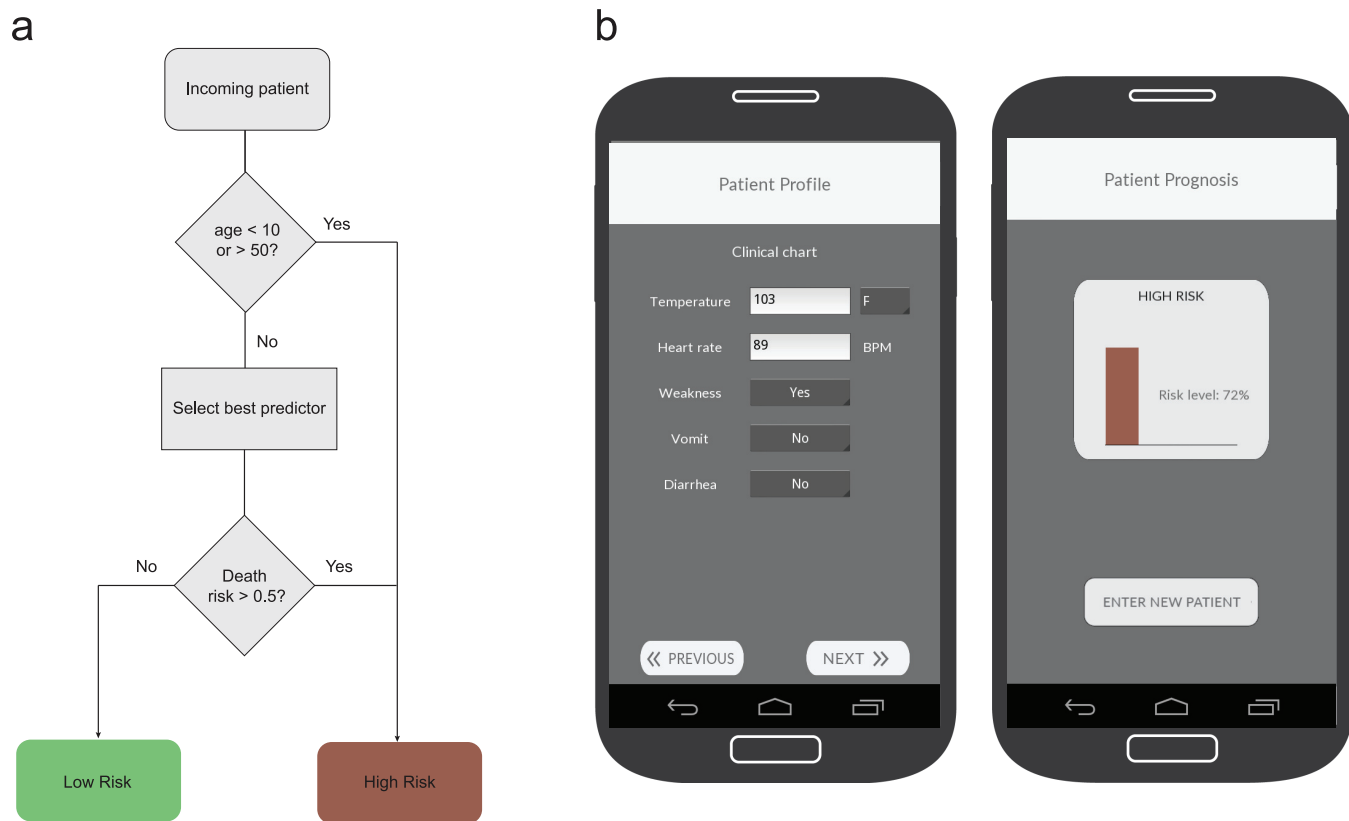 a
Incoming patient
age < 10
or > 50?
Yes
No
Select best predictor
Death
risk > 0.5?
No
Yes
Low Risk
High Risk
b
Patient Profile
Clinical chart
Temperature 103 F
Heart rate 89 BPM
Weakness Yes
Vomit No
Diarrhea No
PREVIOUS NEXT
Patient Prognosis
HIGH RISK
Risk level: 72%
ENTER NEW PATIENT